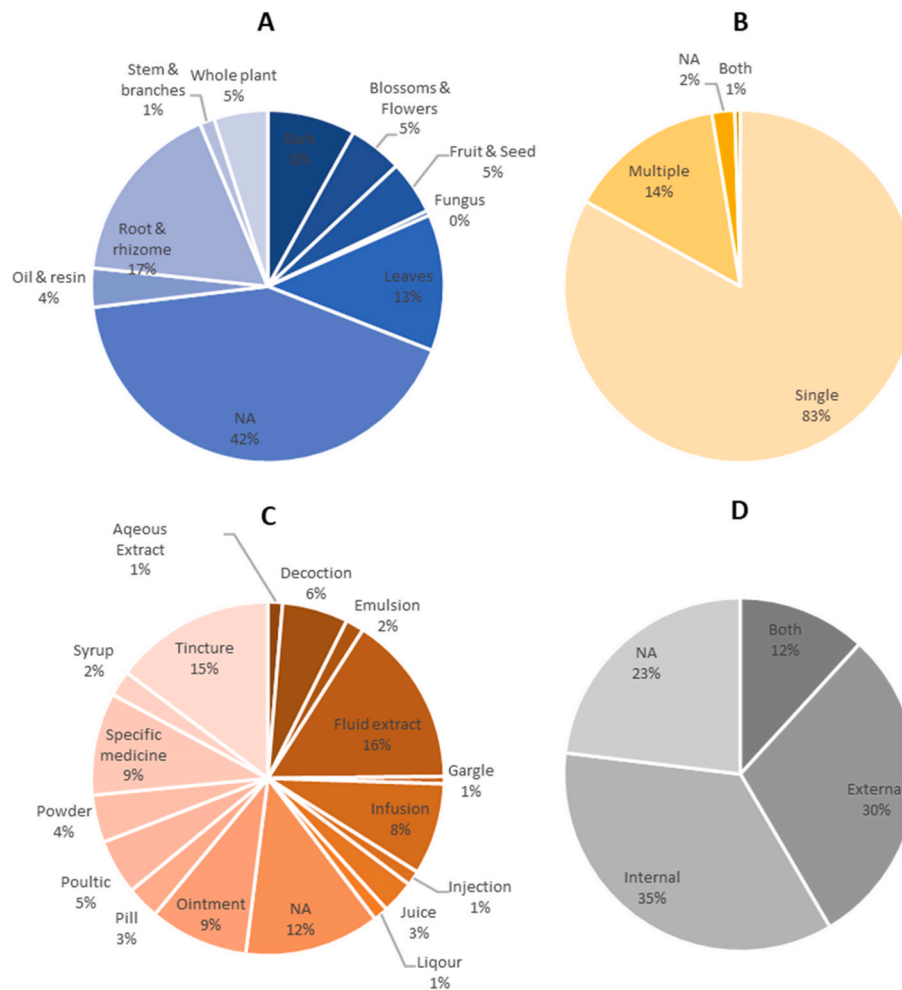 A
Stem &
branches
1%
Whole plant
5%
Bark
8%
Blossoms &
Flowers
5%
Fruit & Seed
5%
Fungus
0%
Leaves
13%
NA
42%
Oil & resin
4%
Root &
rhizome
17%
B
NA
2%
Both
1%
Multiple
14%
Single
83%
C
Aqeous
Extract
1%
Decoction
6%
Emulsion
2%
Fluid extract
16%
Gargle
1%
Infusion
8%
Injection
1%
Juice
3%
Liqour
1%
NA
12%
Ointment
9%
Pill
3%
Poultic
5%
Powder
4%
Specific
medicine
9%
Syrup
2%
Tincture
15%
D
Both
12%
External
30%
Internal
35%
NA
23%